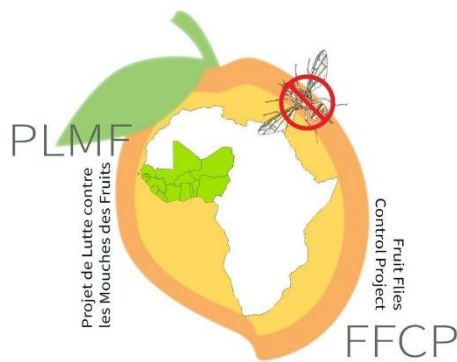 PLMF
Projet de Lutte contre
les Mouches des Fruits
Fruit Flies
Control Project
FFCP